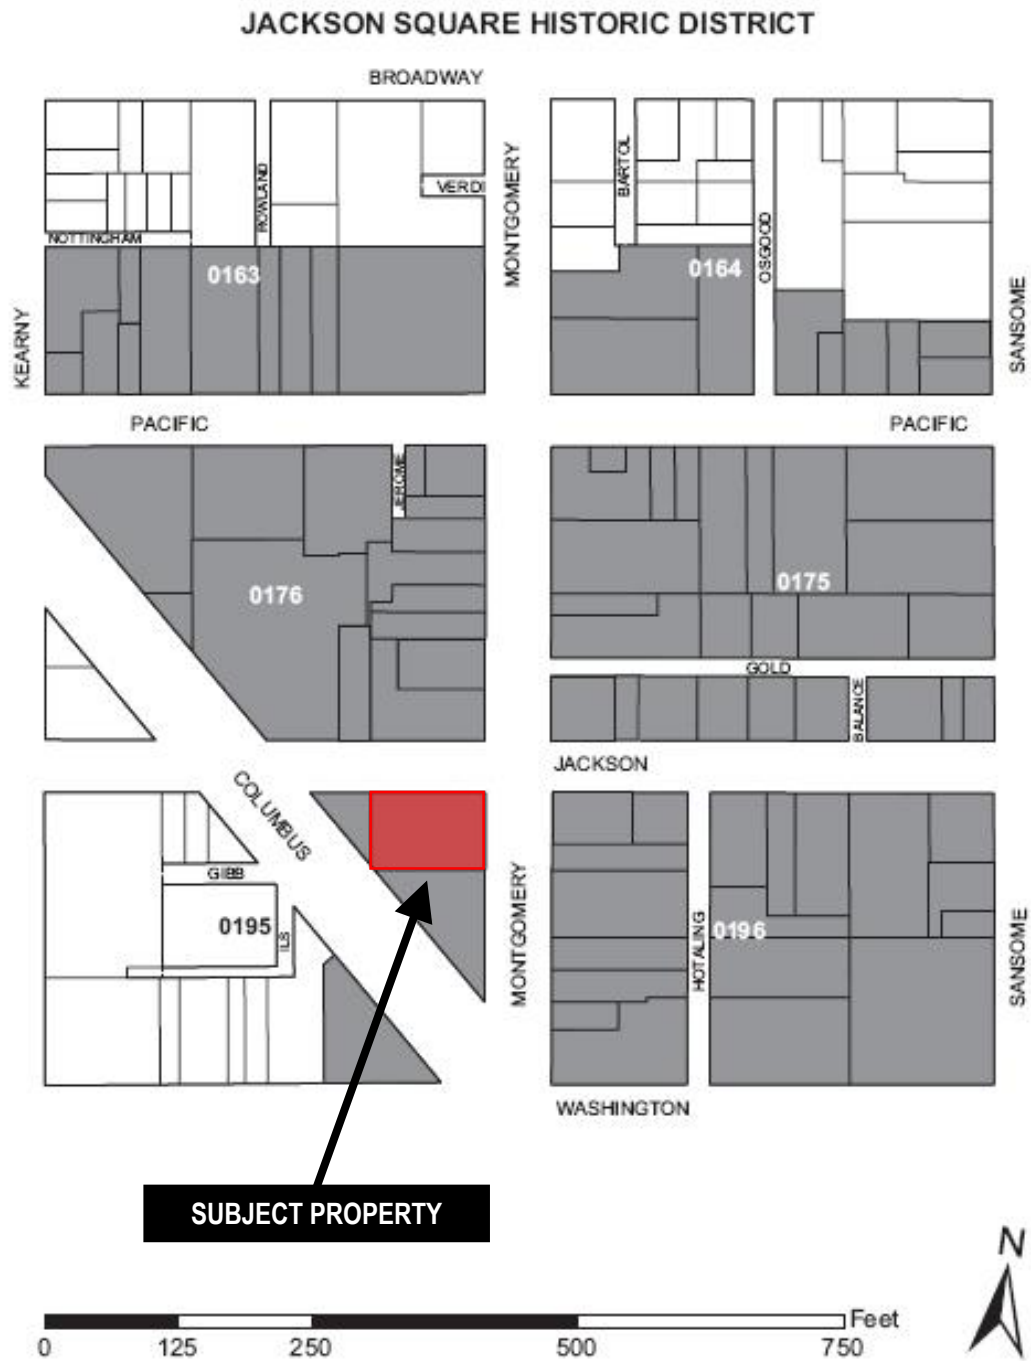 JACKSON SQUARE HISTORIC DISTRICT
BROADWAY
ROWLAND
VERDI
MONTGOMERY
BARTOL
OSGOOD
NOTTINGHAM
0163
0164
KEARNY
SANSOME
PACIFIC
PACIFIC
JEROME
0176
0175
GOLD
BALANCE
JACKSON
COLUMBUS
GIBB
0195
ILS
MONTGOMERY
HOTALING
0196
SANSOME
WASHINGTON
SUBJECT PROPERTY
N
Feet
0 125 250 500 750